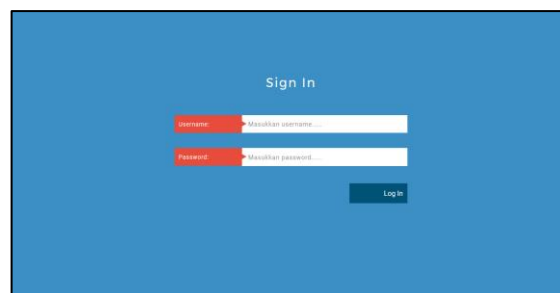 Sign In
Username:
Masukkan username.....
Password:
Masukkan password.....
Log In